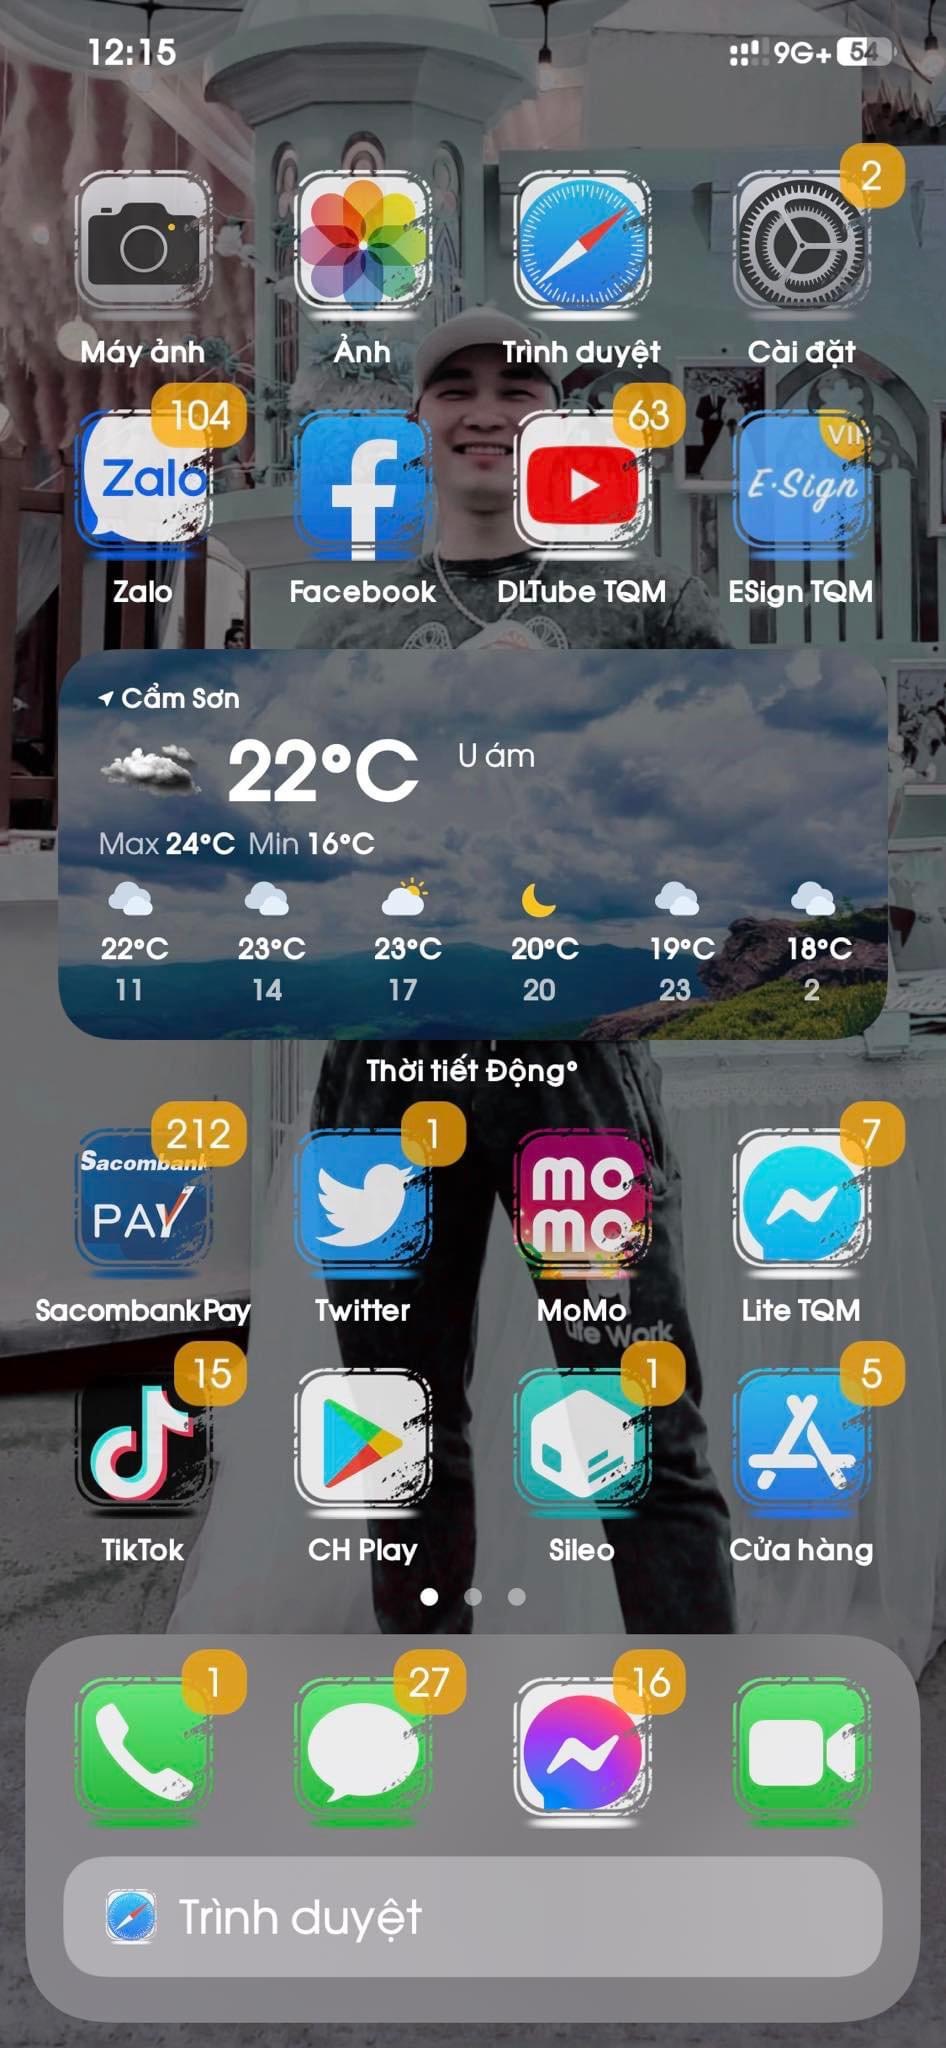 12:15
9G+ 54
2
Máy ảnh
Ảnh
Trình duyệt
Cài đặt
104
63
VIP
Zalo
E·Sign
Zalo
Facebook
DLTube TQM
ESign TQM
Cẩm Sơn
22°C
U ám
Max 24°C Min 16°C
22°C 23°C 23°C 20°C 19°C 18°C
11 14 17 20 23 2
Thời tiết Động°
212
1
7
Sacombank
PAY
mo
mo
SacombankPay
Twitter
MoMo
Lite TQM
Life Work
15
1
5
TikTok
CH Play
Sileo
Cửa hàng
1
27
16
Trình duyệt